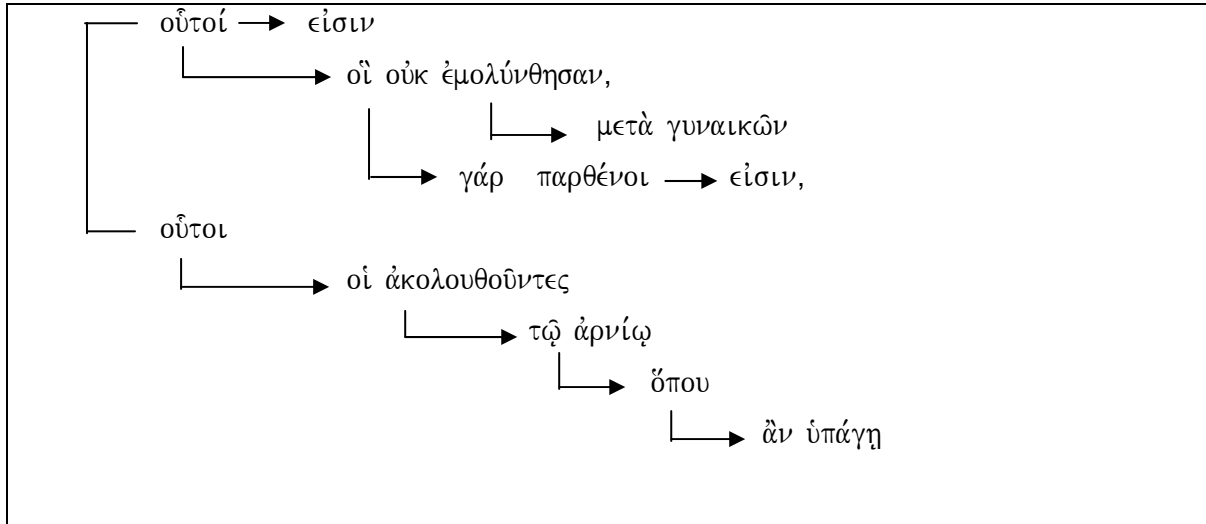 οὗτοί εἰσιν
οἳ οὐκ ἐμολύνθησαν,
μετὰ γυναικῶν
γάρ παρθένοι εἰσιν,
οὗτοι
οἱ ἀκολουθοῦντες
τῷ ἀρνίῳ
ὅπου
ἂν ὑπάγῃ